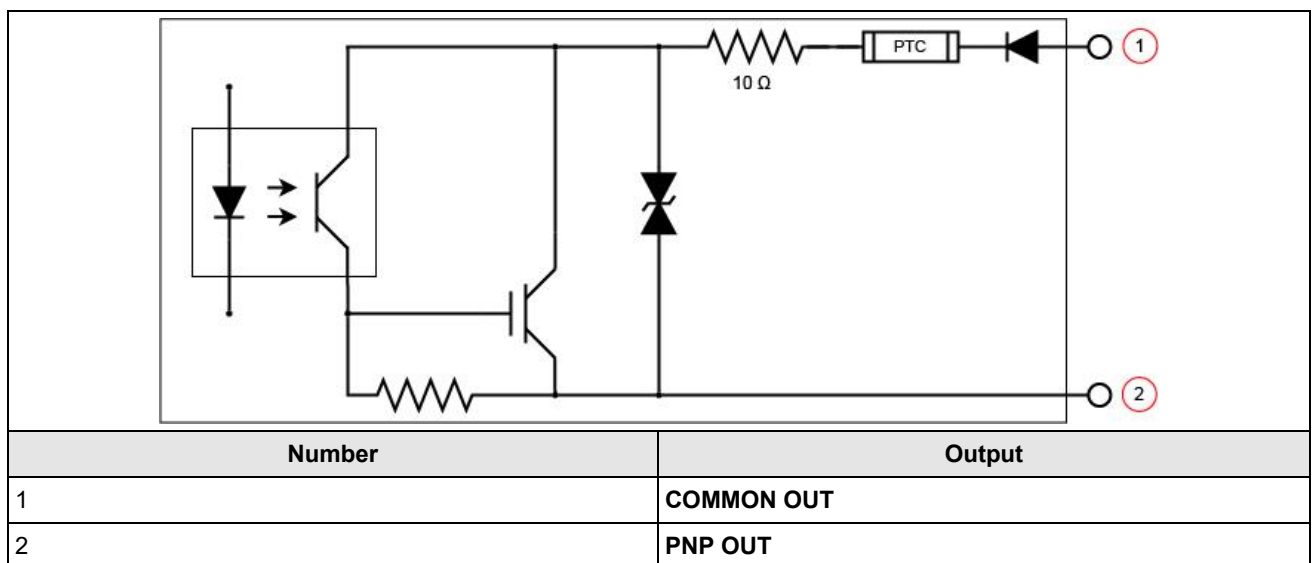 PTC
1
10 Ω
2
Number Output
1 COMMON OUT
2 PNP OUT